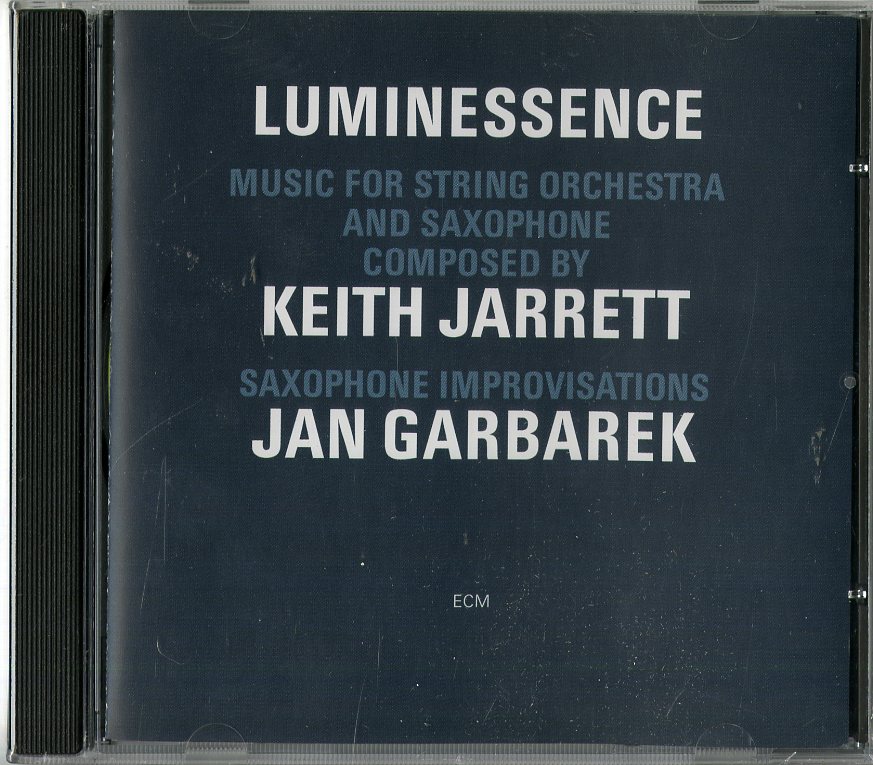 LUMINESSENCE
MUSIC FOR STRING ORCHESTRA
AND SAXOPHONE
COMPOSED BY
KEITH JARRETT
SAXOPHONE IMPROVISATIONS
JAN GARBAREK
ECM